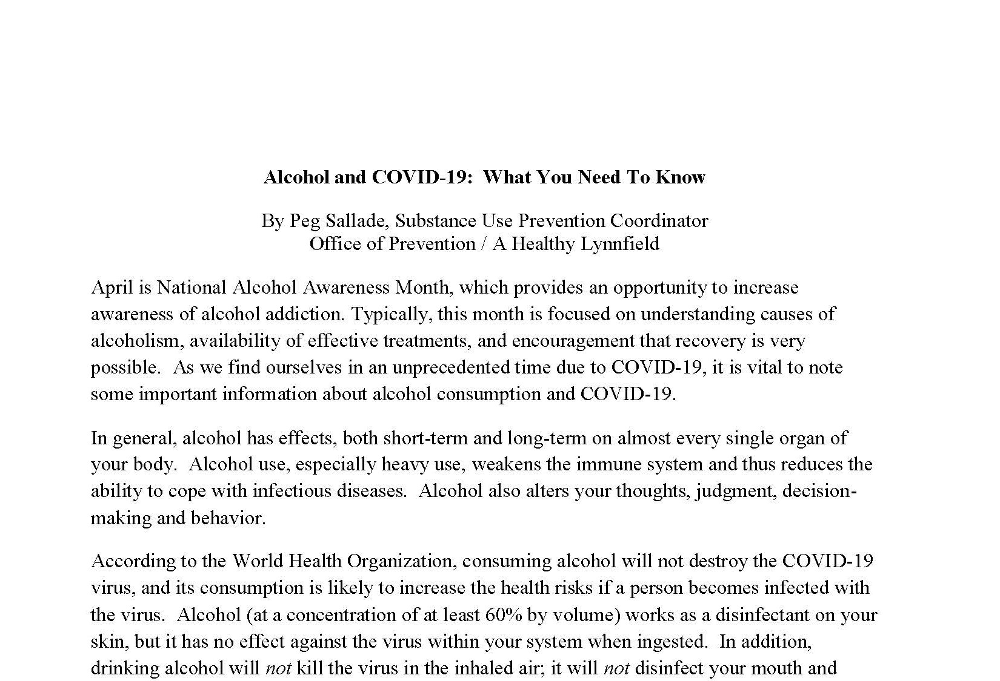 Alcohol and COVID-19:  What You Need To Know
By Peg Sallade, Substance Use Prevention Coordinator
Office of Prevention / A Healthy Lynnfield
April is National Alcohol Awareness Month, which provides an opportunity to increase
awareness of alcohol addiction. Typically, this month is focused on understanding causes of
alcoholism, availability of effective treatments, and encouragement that recovery is very
possible.  As we find ourselves in an unprecedented time due to COVID-19, it is vital to note
some important information about alcohol consumption and COVID-19.
In general, alcohol has effects, both short-term and long-term on almost every single organ of
your body.  Alcohol use, especially heavy use, weakens the immune system and thus reduces the
ability to cope with infectious diseases.  Alcohol also alters your thoughts, judgment, decision-
making and behavior.
According to the World Health Organization, consuming alcohol will not destroy the COVID-19
virus, and its consumption is likely to increase the health risks if a person becomes infected with
the virus.  Alcohol (at a concentration of at least 60% by volume) works as a disinfectant on your
skin, but it has no effect against the virus within your system when ingested.  In addition,
drinking alcohol will not kill the virus in the inhaled air; it will not disinfect your mouth and